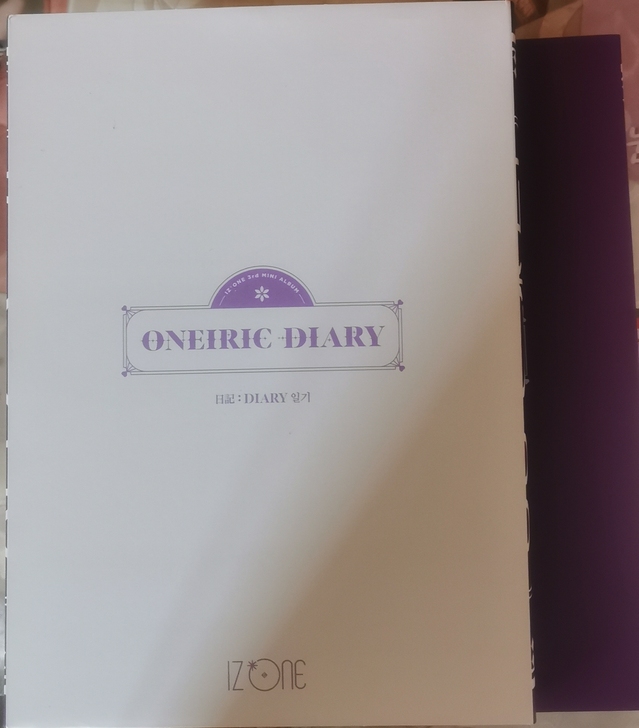 IZ*ONE 3rd MINI ALBUM
ONEIRIC DIARY
日記 : DIARY 일기
IZ*ONE